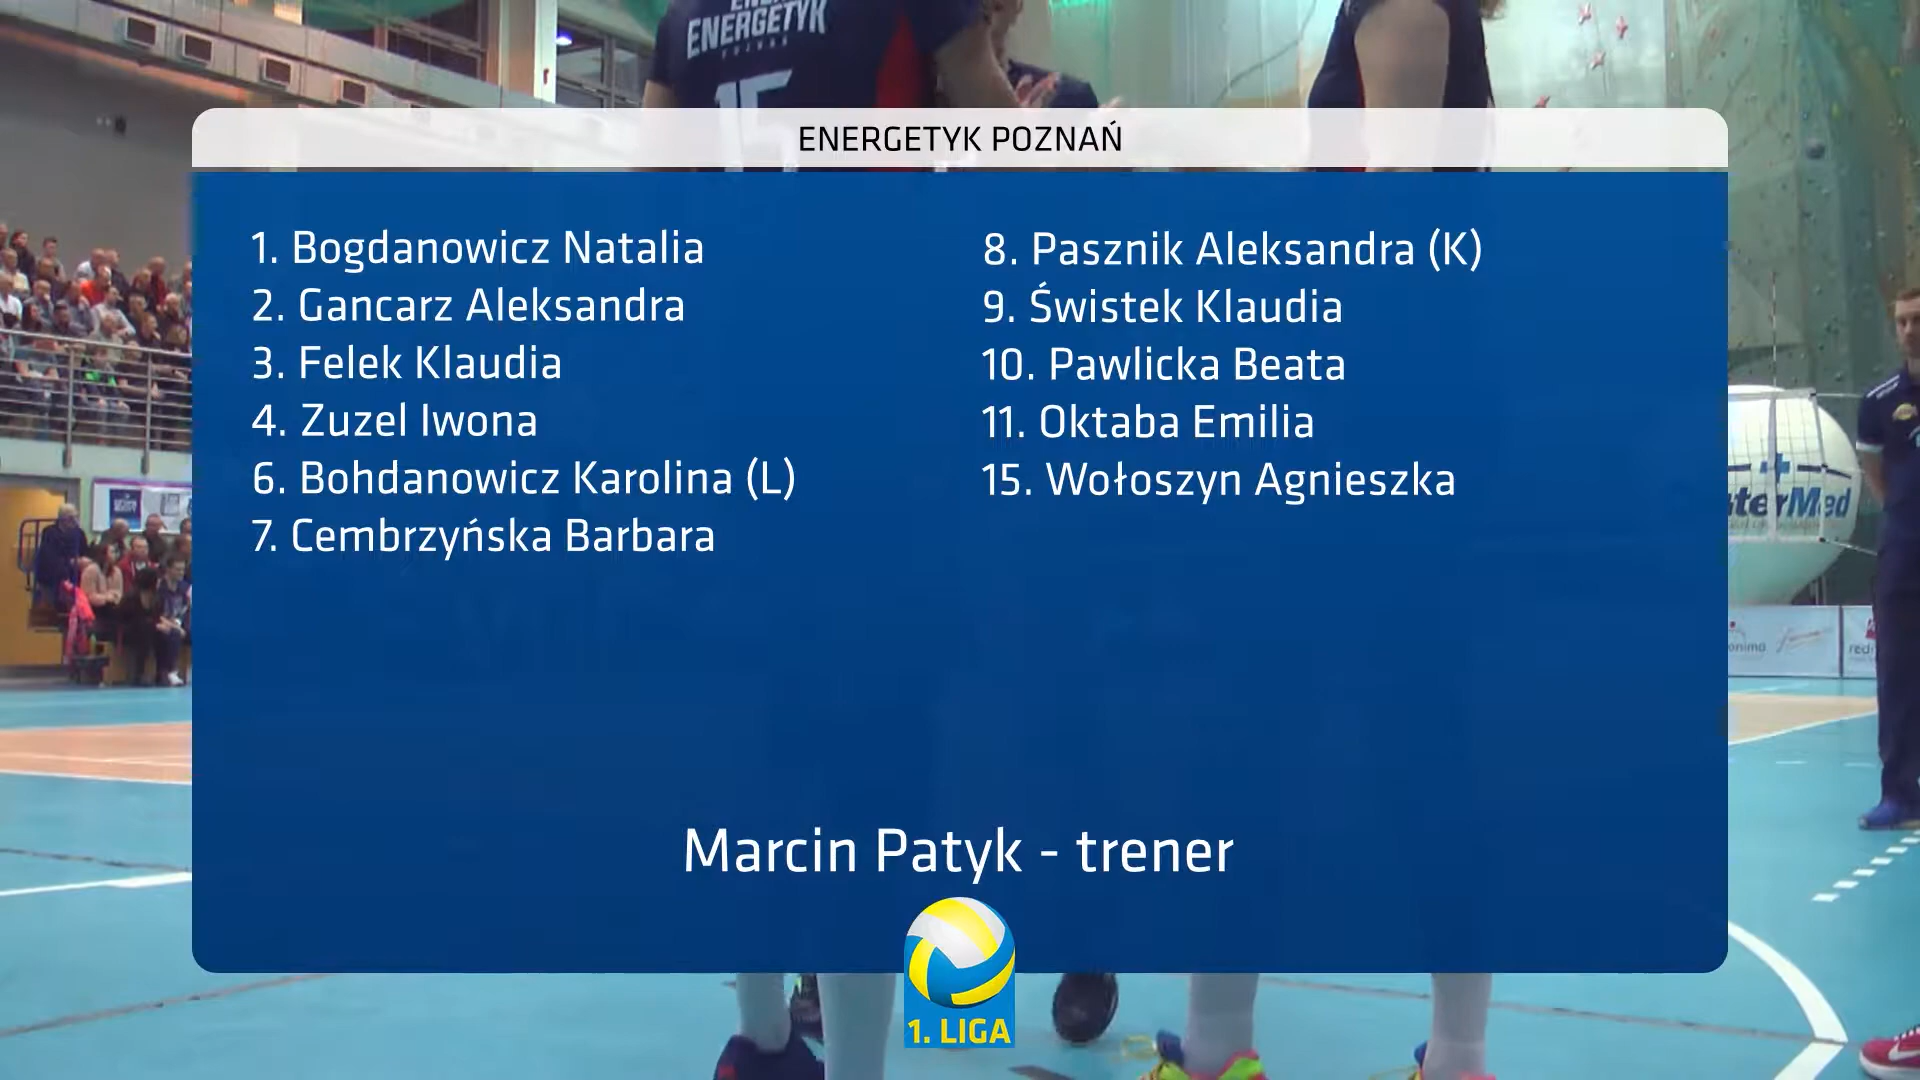 ENERGETYK
POZNAŃ
15
ENERGETYK POZNAŃ
1. Bogdanowicz Natalia
2. Gancarz Aleksandra
3. Felek Klaudia
4. Zuzel Iwona
6. Bohdanowicz Karolina (L)
7. Cembrzyńska Barbara
8. Pasznik Aleksandra (K)
9. Świstek Klaudia
10. Pawlicka Beata
11. Oktaba Emilia
15. Wołoszyn Agnieszka
Marcin Patyk - trener
1. LIGA